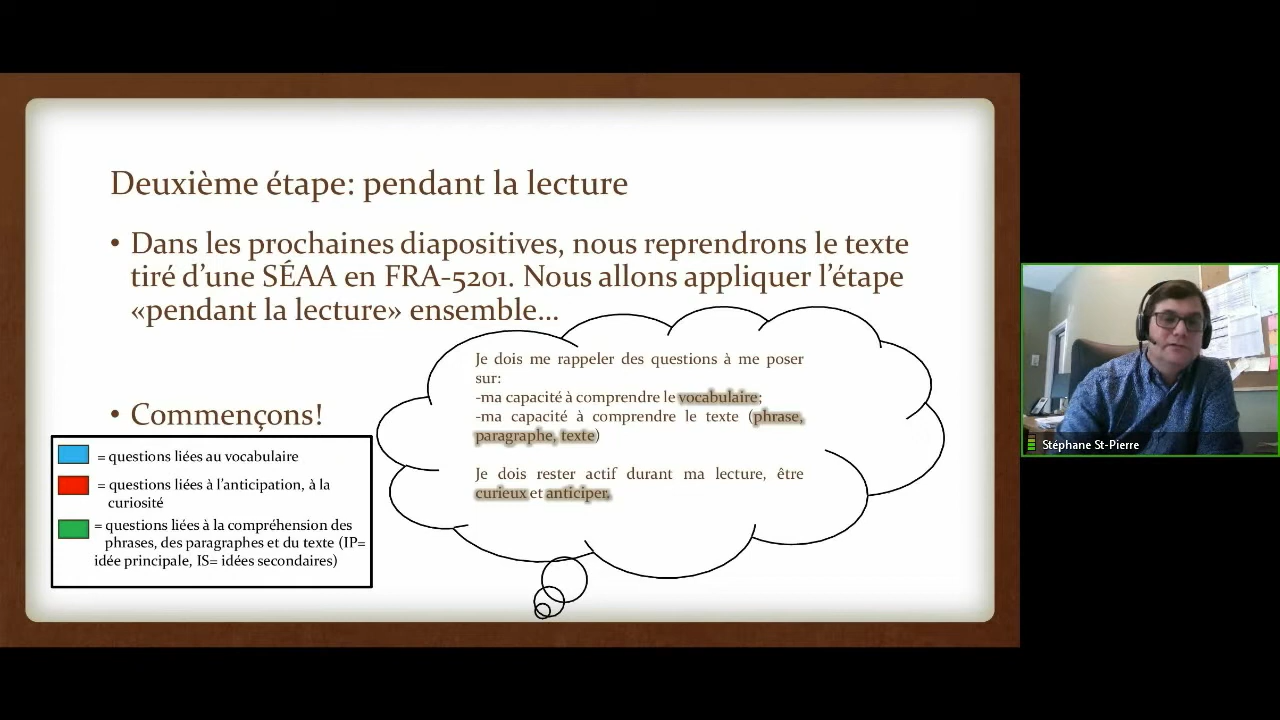 Deuxième étape: pendant la lecture
• Dans les prochaines diapositives, nous reprendrons le texte
tiré d’une SÉAA en FRA-5201. Nous allons appliquer l’étape
«pendant la lecture» ensemble…
Je dois me rappeler des questions à me poser
sur:
-ma capacité à comprendre le vocabulaire;
-ma capacité à comprendre le texte (phrase,
paragraphe, texte)
Je dois rester actif durant ma lecture, être
curieux et anticiper.
• Commençons!
= questions liées au vocabulaire
= questions liées à l’anticipation, à la
curiosité
= questions liées à la compréhension des
phrases, des paragraphes et du texte (IP=
idée principale, IS= idées secondaires)
Stéphane St-Pierre